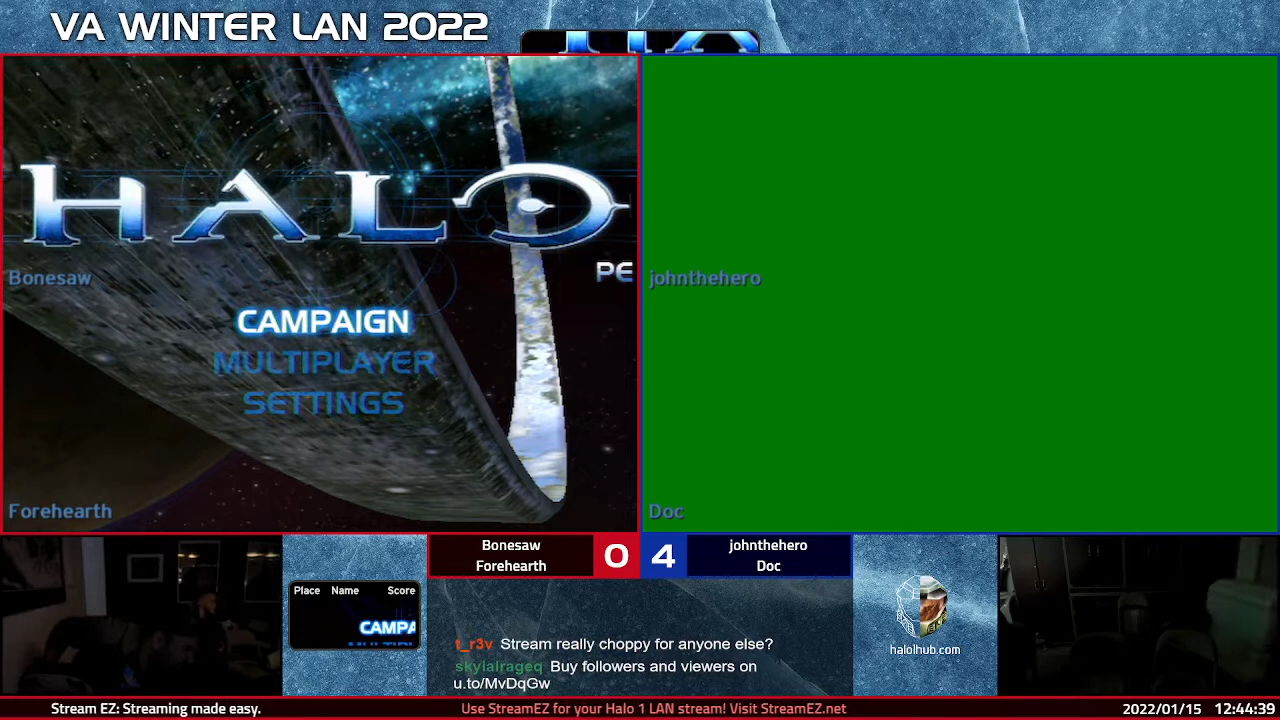 VA WINTER LAN 2022
HALO
PE
Bonesaw
johnthehero
CAMPAIGN
MULTIPLAYER
SETTINGS
Forehearth
Doc
Bonesaw
Forehearth
0
4
johnthehero
Doc
Place Name Score
CAMPA
t_r3v Stream really choppy for anyone else?
skylalrageq Buy followers and viewers on
u.to/MvDqGw
halo1hub.com
Stream EZ: Streaming made easy.
Use StreamEZ for your Halo 1 LAN stream! Visit StreamEZ.net
2022/01/15 12:44:39